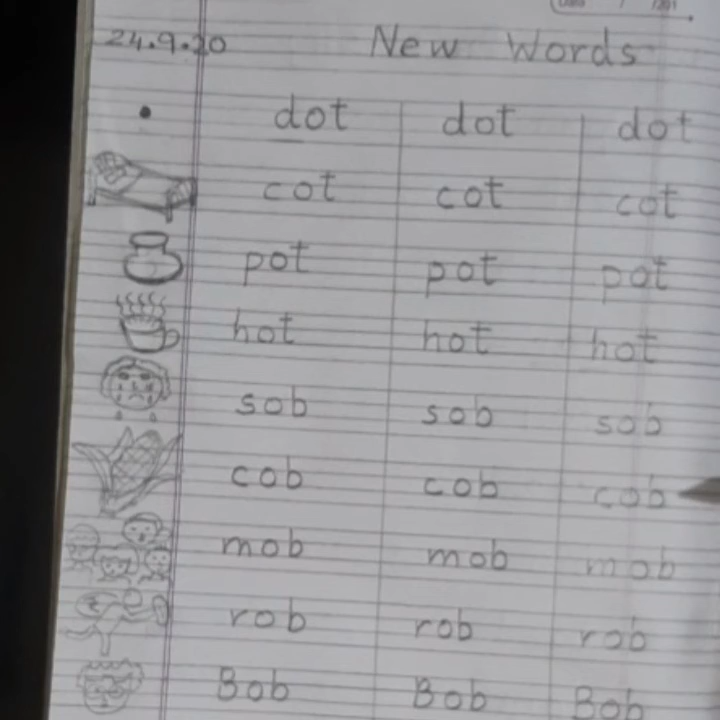 24.9.20 New Words
dot dot dot
cot cot cot
pot pot pot
hot hot hot
sob sob sob
cob cob cob
mob mob mob
rob rob rob
Bob Bob Bob